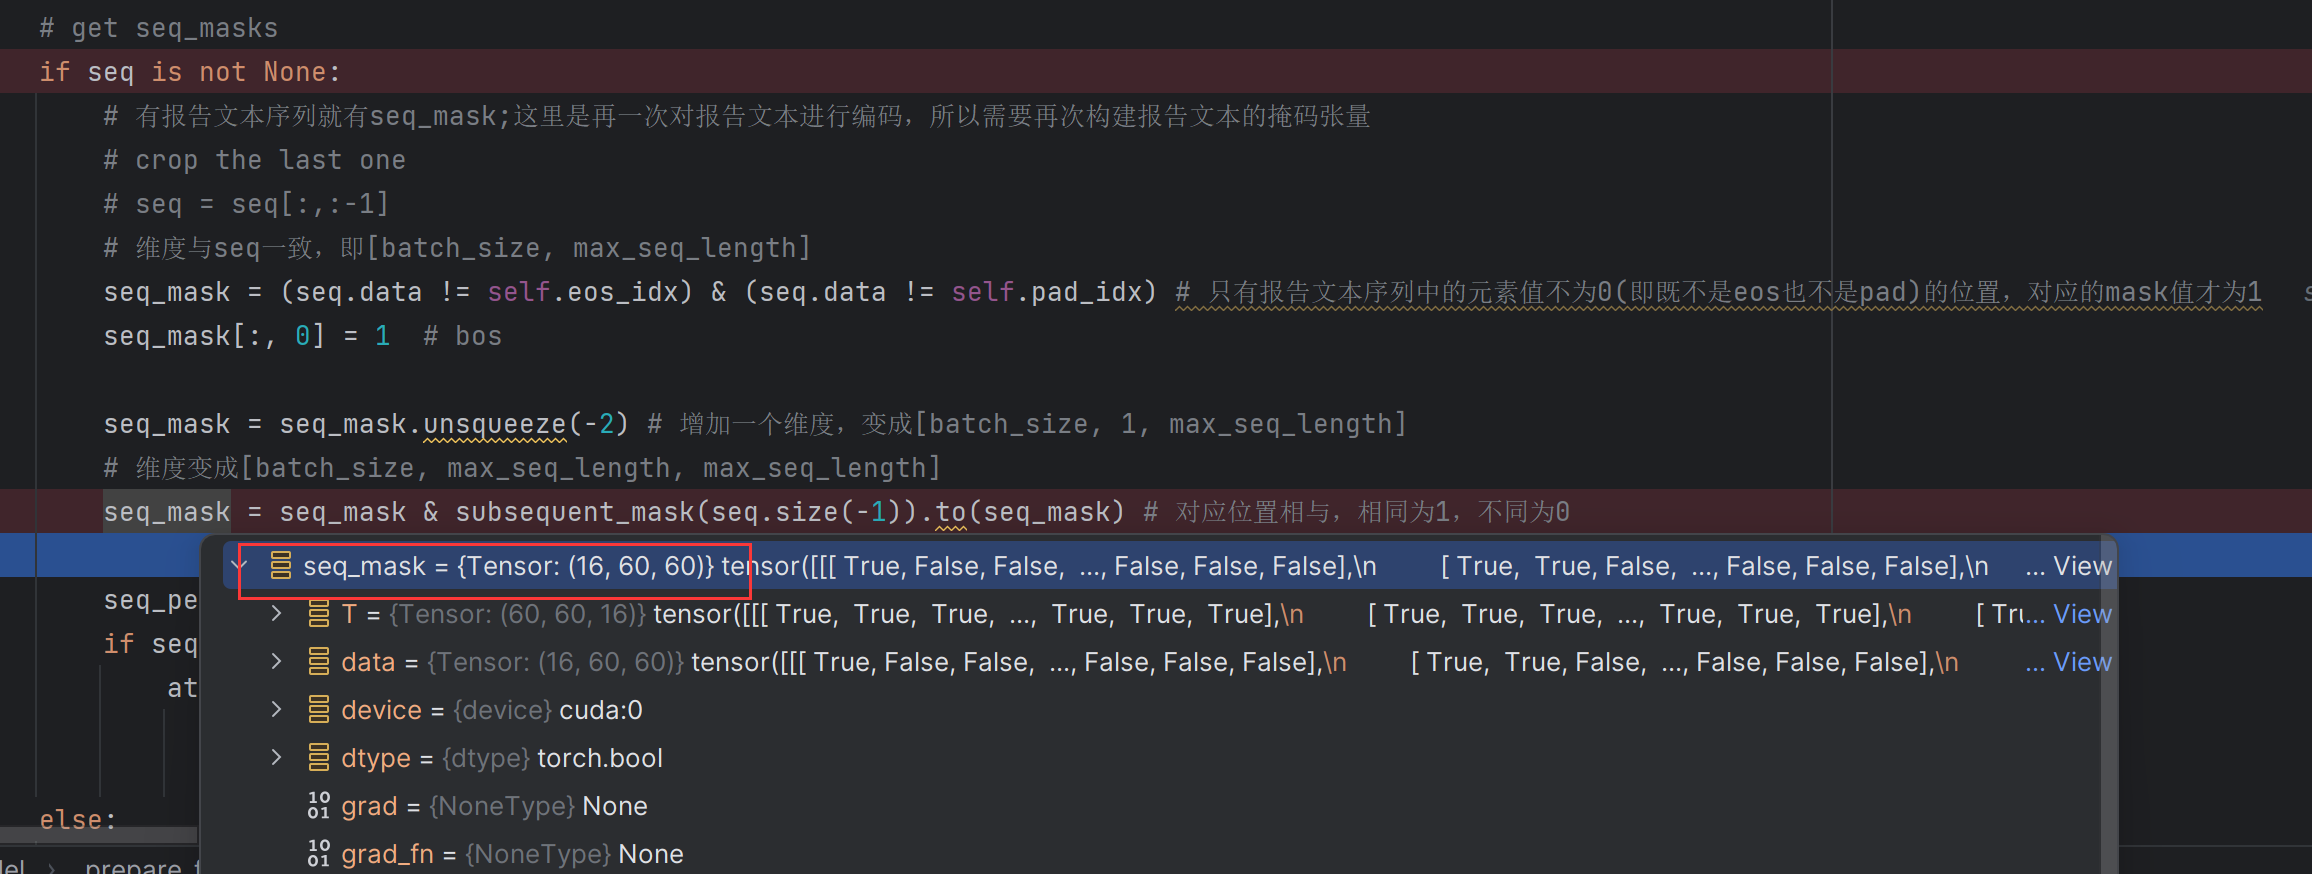 # get seq_masks
if seq is not None:
# 有报告文本序列就有seq_mask;这里是再一次对报告文本进行编码，所以需要再次构建报告文本的掩码张量
# crop the last one
# seq = seq[:,:-1]
# 维度与seq一致，即[batch_size, max_seq_length]
seq_mask = (seq.data != self.eos_idx) & (seq.data != self.pad_idx) # 只有报告文本序列中的元素值不为0(即既不是eos也不是pad)的位置，对应的mask值才为1
seq_mask[:, 0] = 1  # bos
seq_mask = seq_mask.unsqueeze(-2) # 增加一个维度，变成[batch_size, 1, max_seq_length]
# 维度变成[batch_size, max_seq_length, max_seq_length]
seq_mask = seq_mask & subsequent_mask(seq.size(-1)).to(seq_mask) # 对应位置相与，相同为1，不同为0
seq_mask = {Tensor: (16, 60, 60)} tensor([[[ True, False, False,  ..., False, False, False],\n         [ True,  True, False,  ..., False, False, False],\n ... View
seq_pe
T = {Tensor: (60, 60, 16)} tensor([[[ True,  True,  True,  ...,  True,  True,  True],\n         [ True,  True,  True,  ...,  True,  True,  True],\n         [ Tru... View
if seq
data = {Tensor: (16, 60, 60)} tensor([[[ True, False, False,  ..., False, False, False],\n         [ True,  True, False,  ..., False, False, False],\n ... View
at
device = {device} cuda:0
dtype = {dtype} torch.bool
grad = {NoneType} None
else:
grad_fn = {NoneType} None
del › prepare_f